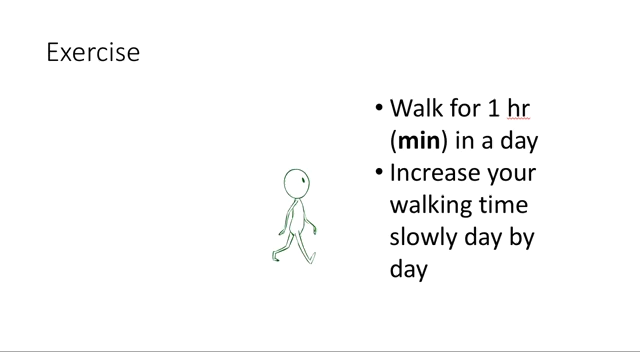 Exercise
• Walk for 1 hr
(min) in a day
• Increase your
walking time
slowly day by
day